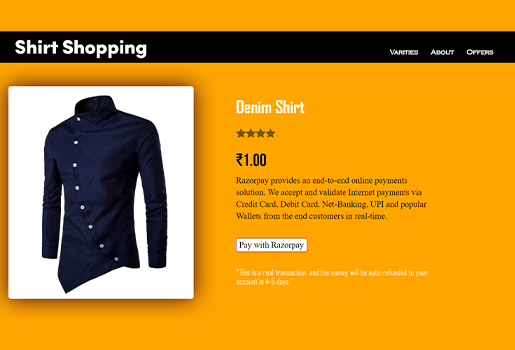 Shirt Shopping
Varities About Offers
Denim Shirt
₹1.00
Razorpay provides an end-to-end online payments
solution. We accept and validate Internet payments via
Credit Card, Debit Card, Net-Banking, UPI and popular
Wallets from the end customers in real-time.
Pay with Razorpay
*This is a real transaction, and the money will be auto-refunded to your
account in 4-5 days.